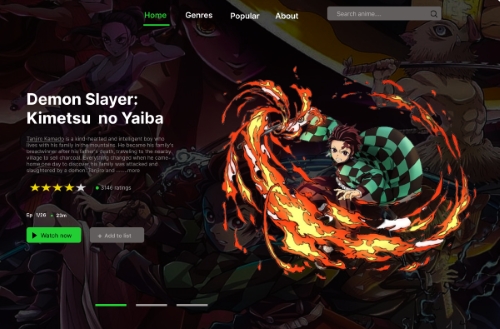 Home
Genres
Popular
About
Search anime....
Demon Slayer:
Kimetsu no Yaiba
Tanjiro Kamado is a kind-hearted and intelligent boy who
lives with his family in the mountains. He became his family's
breadwinner after his father's death, traveling to the nearby
village to sell charcoal. Everything changed when he came
home one day to discover his family was attacked and
slaughtered by a demon. Tanjiro and ...... more
3146 ratings
Ep 1/26 • 23m
Watch now
+ Add to list